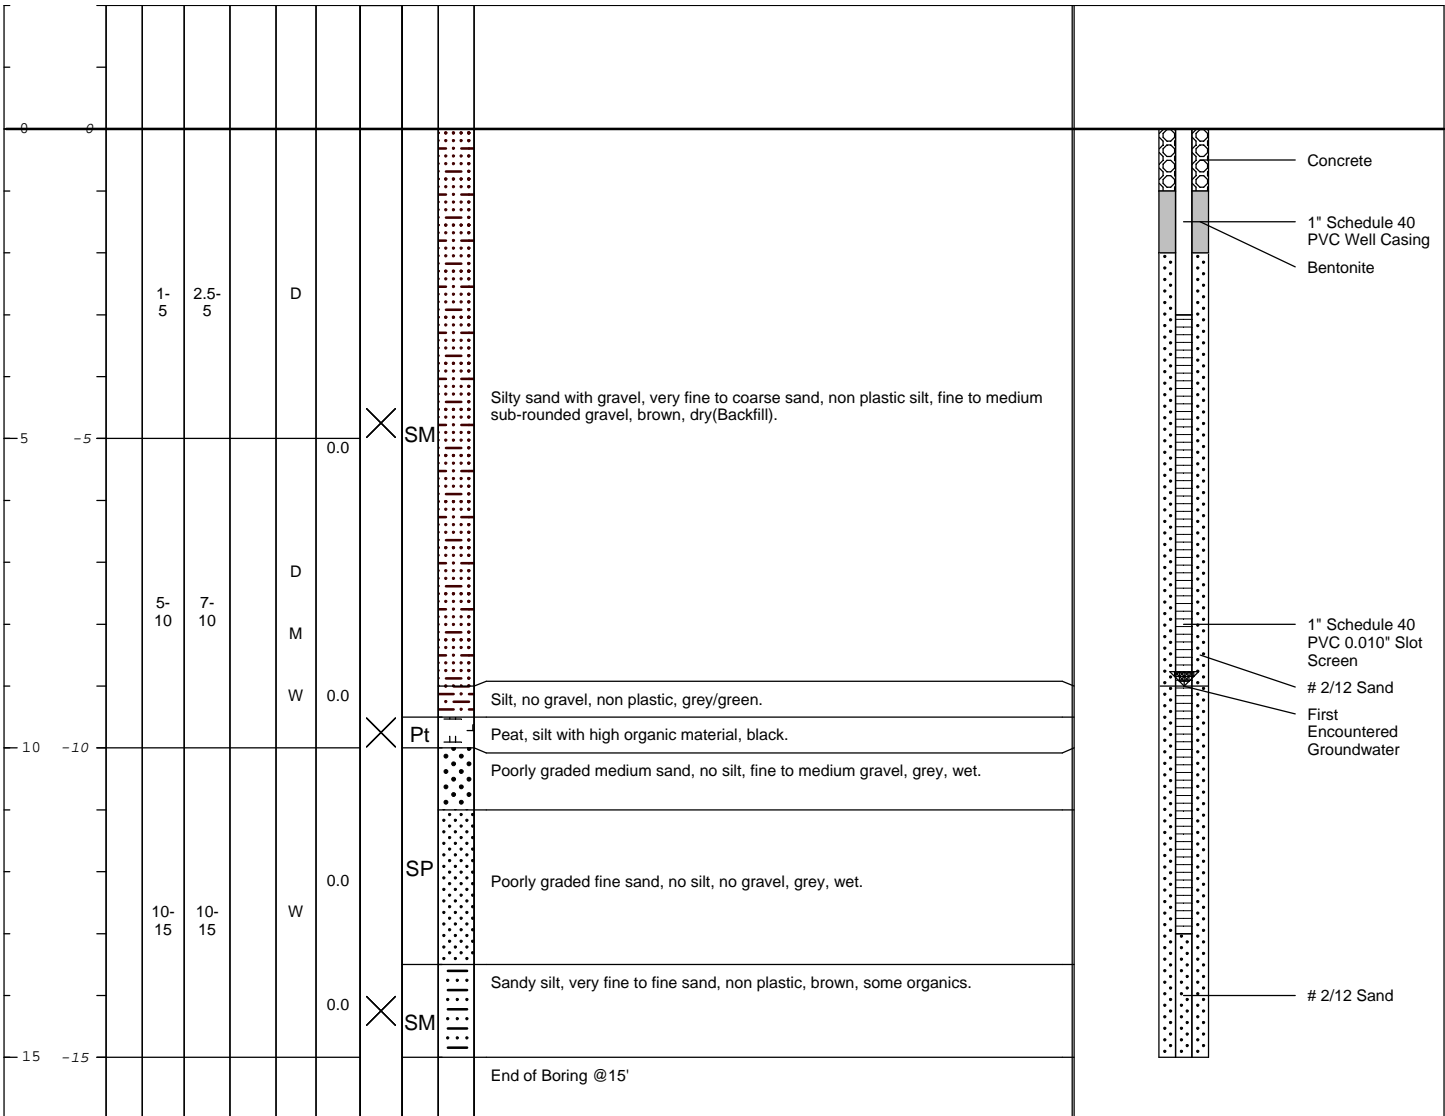 0 0
Concrete
1" Schedule 40
PVC Well Casing
Bentonite
1-
5
2.5-
5
D
Silty sand with gravel, very fine to coarse sand, non plastic silt, fine to medium
sub-rounded gravel, brown, dry(Backfill).
SM
5 -5
0.0
D
5-
10
7-
10
M
1" Schedule 40
PVC 0.010" Slot
Screen
# 2/12 Sand
W 0.0
Silt, no gravel, non plastic, grey/green.
First
Encountered
Groundwater
Pt
Peat, silt with high organic material, black.
10 -10
Poorly graded medium sand, no silt, fine to medium gravel, grey, wet.
SP
0.0
Poorly graded fine sand, no silt, no gravel, grey, wet.
10-
15
10-
15
W
Sandy silt, very fine to fine sand, non plastic, brown, some organics.
0.0
# 2/12 Sand
SM
15 -15
End of Boring @15'